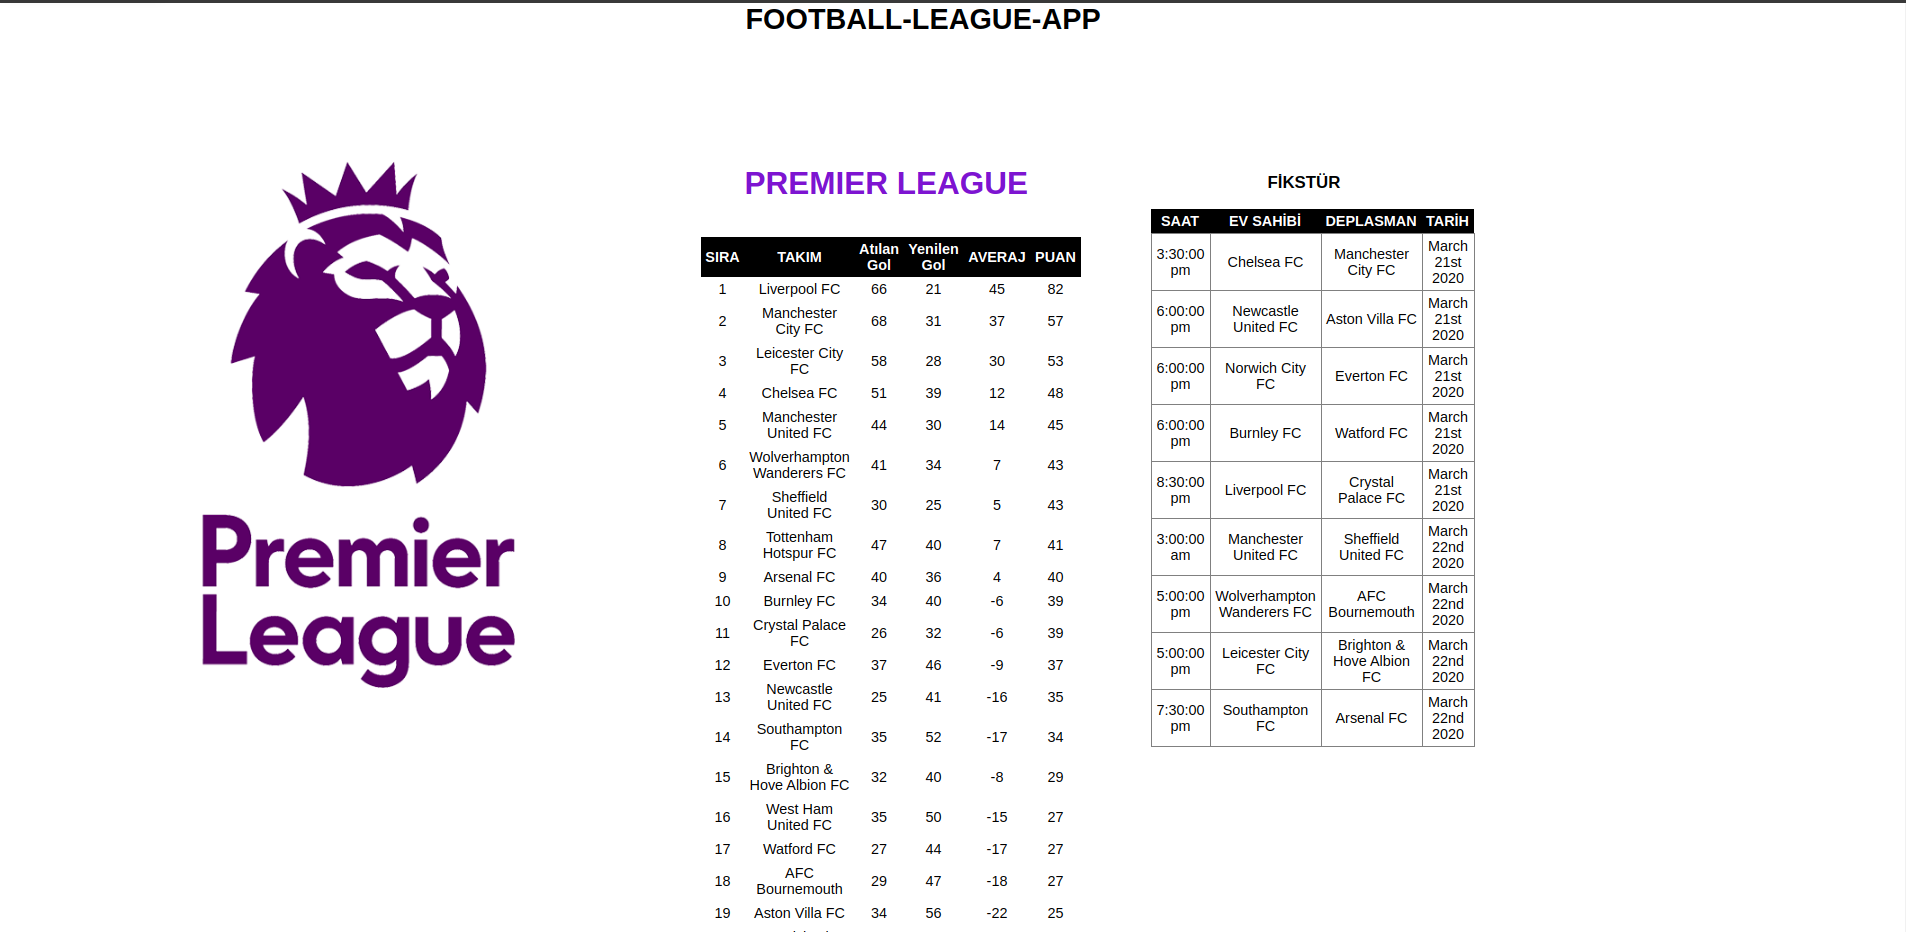 FOOTBALL-LEAGUE-APP
Premier
League
PREMIER LEAGUE
SIRA TAKIM Atılan Gol Yenilen Gol AVERAJ PUAN
1 Liverpool FC 66 21 45 82
2 Manchester City FC 68 31 37 57
3 Leicester City FC 58 28 30 53
4 Chelsea FC 51 39 12 48
5 Manchester United FC 44 30 14 45
6 Wolverhampton Wanderers FC 41 34 7 43
7 Sheffield United FC 30 25 5 43
8 Tottenham Hotspur FC 47 40 7 41
9 Arsenal FC 40 36 4 40
10 Burnley FC 34 40 -6 39
11 Crystal Palace FC 26 32 -6 39
12 Everton FC 37 46 -9 37
13 Newcastle United FC 25 41 -16 35
14 Southampton FC 35 52 -17 34
15 Brighton & Hove Albion FC 32 40 -8 29
16 West Ham United FC 35 50 -15 27
17 Watford FC 27 44 -17 27
18 AFC Bournemouth 29 47 -18 27
19 Aston Villa FC 34 56 -22 25
FİKSTÜR
SAAT EV SAHİBİ DEPLASMAN TARİH
3:30:00 pm Chelsea FC Manchester City FC March 21st 2020
6:00:00 pm Newcastle United FC Aston Villa FC March 21st 2020
6:00:00 pm Norwich City FC Everton FC March 21st 2020
6:00:00 pm Burnley FC Watford FC March 21st 2020
8:30:00 pm Liverpool FC Crystal Palace FC March 21st 2020
3:00:00 am Manchester United FC Sheffield United FC March 22nd 2020
5:00:00 pm Wolverhampton Wanderers FC AFC Bournemouth March 22nd 2020
5:00:00 pm Leicester City FC Brighton & Hove Albion FC March 22nd 2020
7:30:00 pm Southampton FC Arsenal FC March 22nd 2020